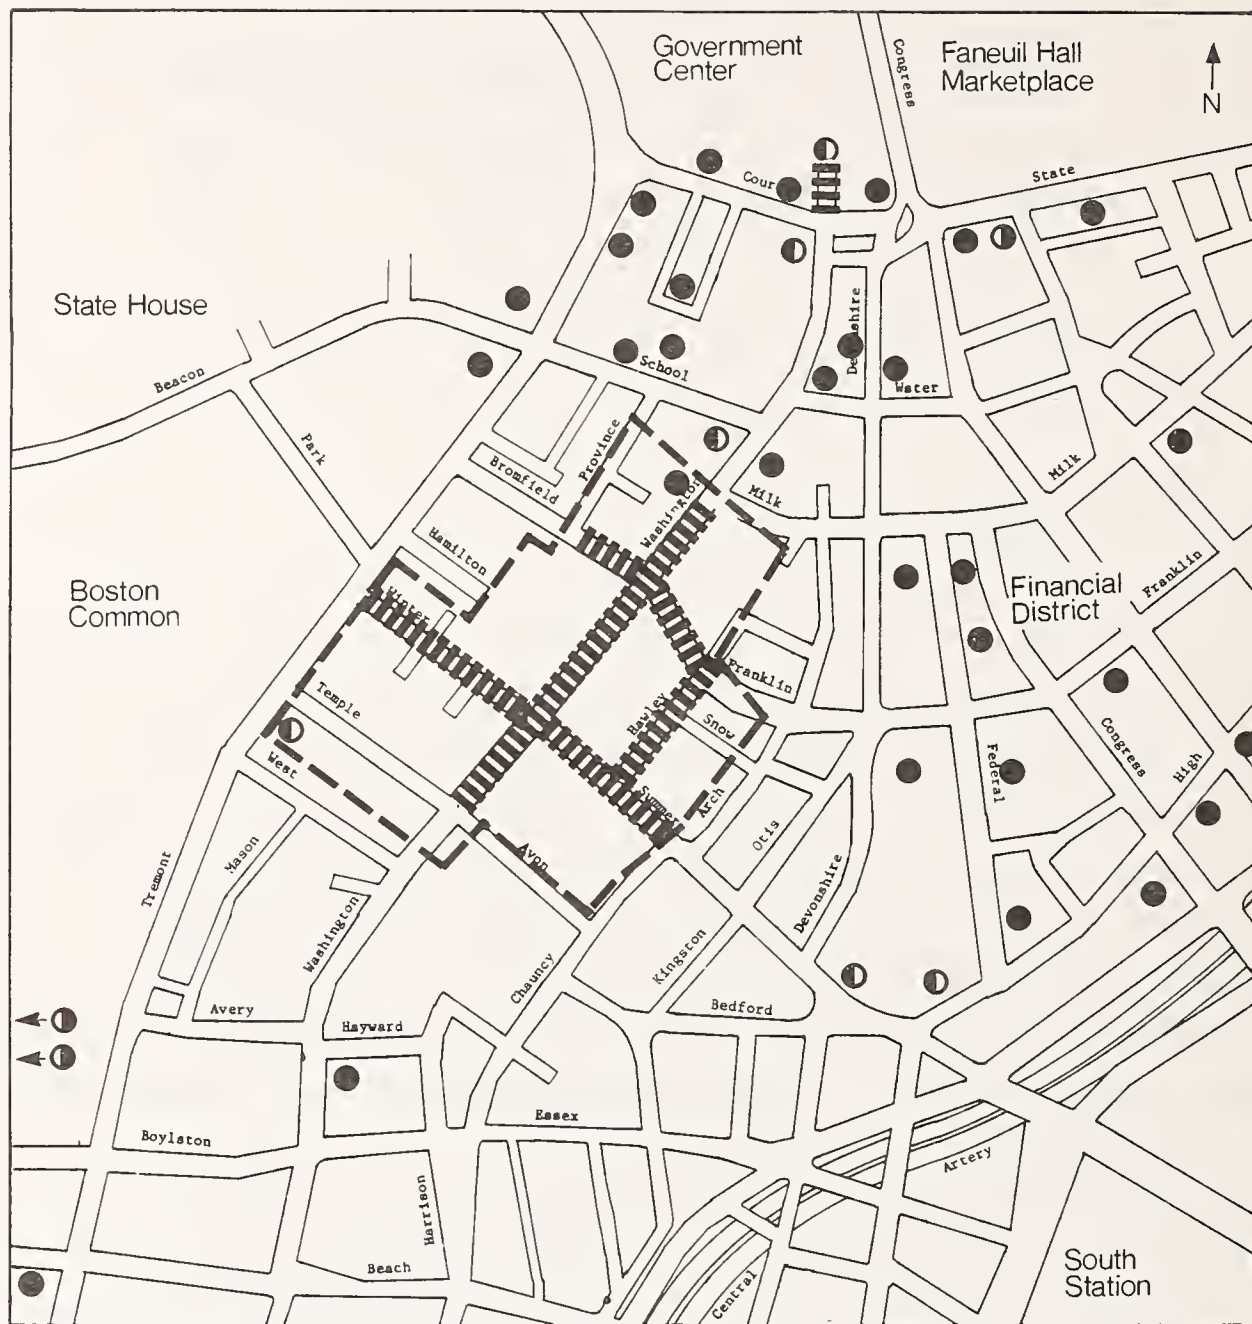 Government
Center
Faneuil Hall
Marketplace
N
Congress
State
State House
Devonshire
School
Water
Beacon
Park
Province
Bromfield
Washington
Milk
Milk
Hamilton
Boston
Common
Financial
District
Franklin
Winter
Franklin
Temple
Hawley
Snow
West
Summer
Arch
Federal
Congress
High
Otis
Avon
Mason
Tremont
Devonshire
Washington
Chauncy
Kingston
Bedford
Avery
Hayward
Essex
Boylston
Artery
Harrison
Beach
South
Station
Central